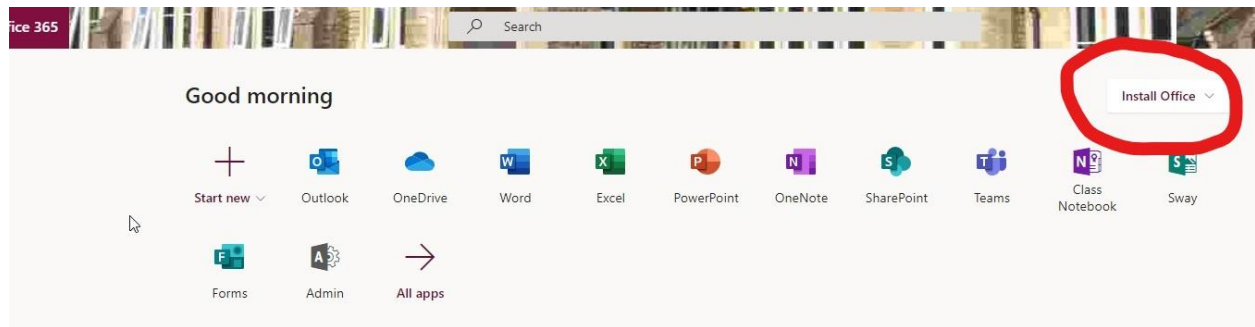 fice 365
Search
Good morning
Install Office
Start new
Outlook
OneDrive
Word
Excel
PowerPoint
OneNote
SharePoint
Teams
Class
Notebook
Sway
Forms
Admin
All apps